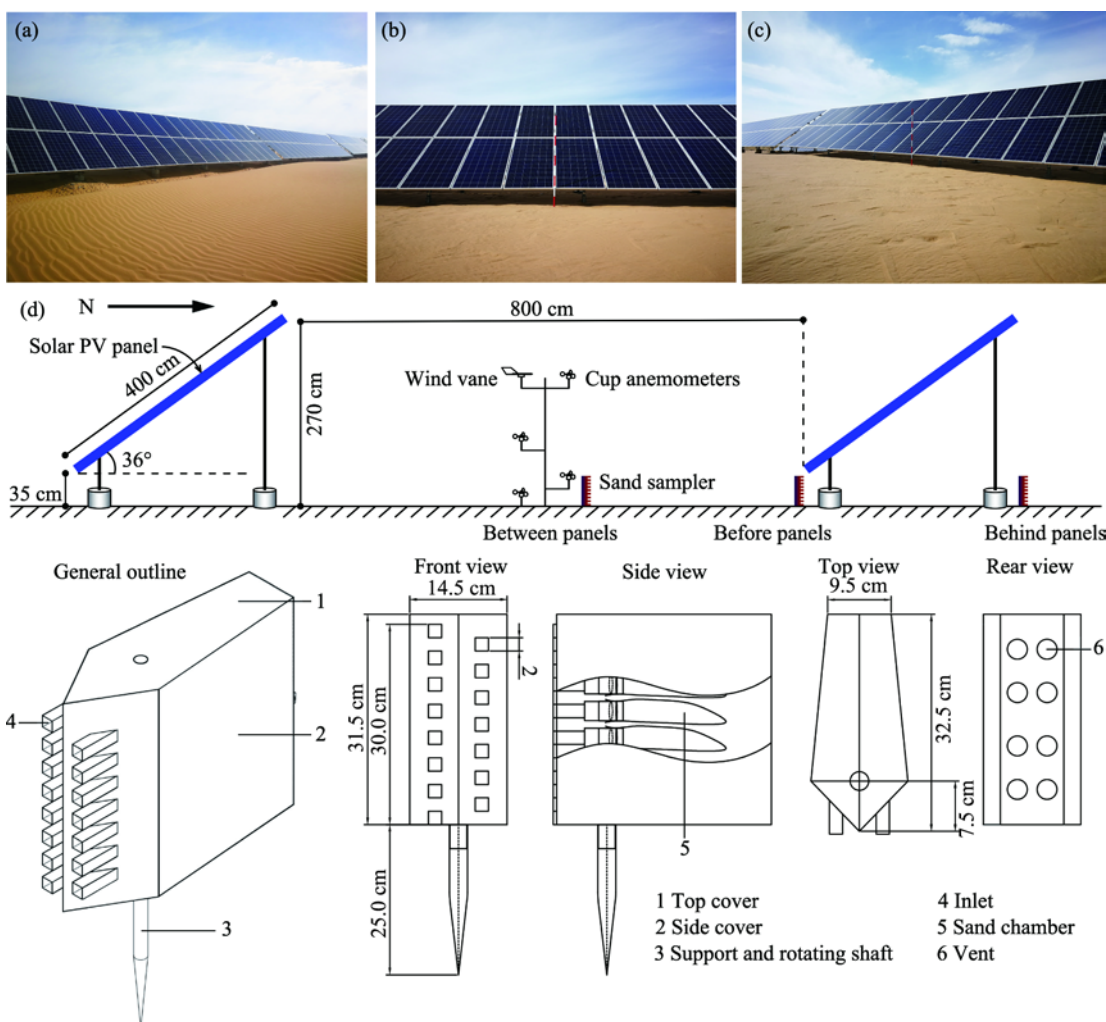 (a)
(b)
(c)
(d)
N
Solar PV panel
400 cm
36°
35 cm
270 cm
800 cm
Wind vane
Cup anemometers
Sand sampler
Between panels
Before panels
Behind panels
General outline
1
2
3
4
Front view
14.5 cm
2
31.5 cm
30.0 cm
25.0 cm
Side view
5
Top view
9.5 cm
32.5 cm
7.5 cm
Rear view
6
1 Top cover
2 Side cover
3 Support and rotating shaft
4 Inlet
5 Sand chamber
6 Vent